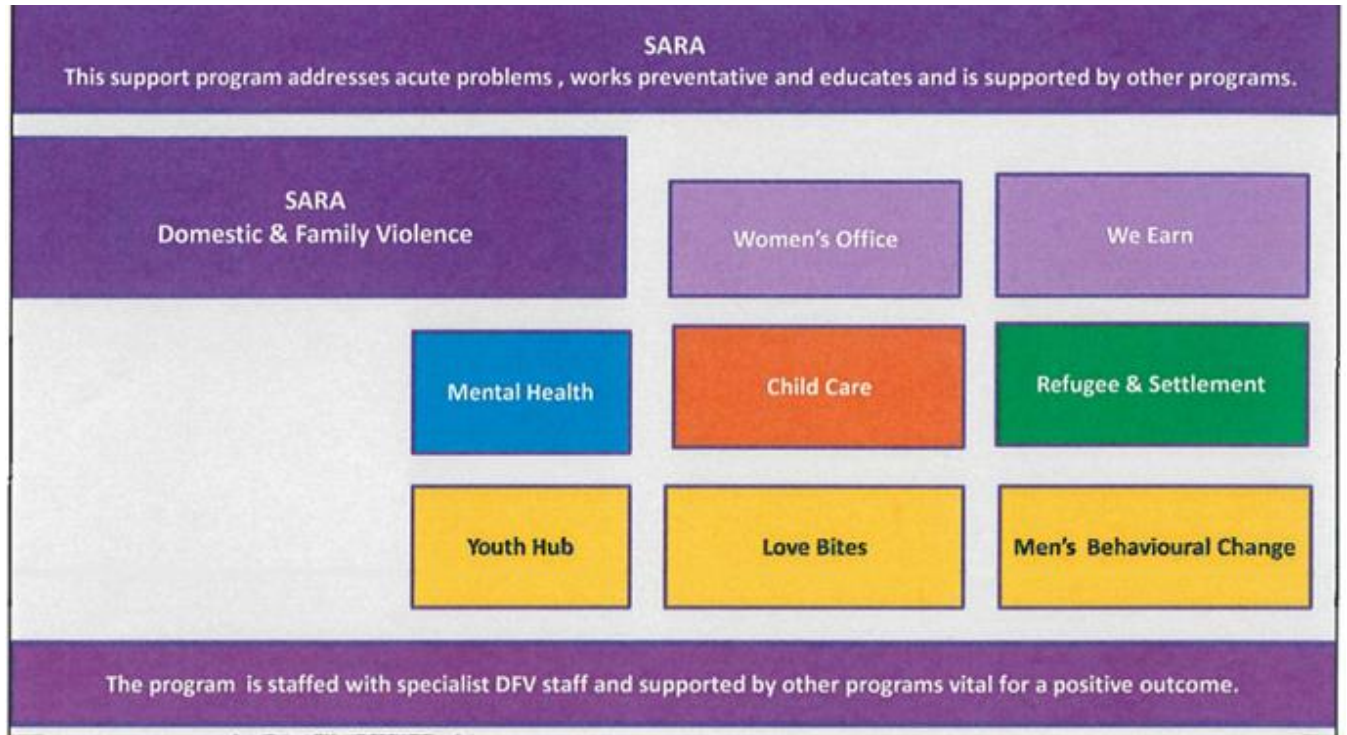 SARA
This support program addresses acute problems , works preventative and educates and is supported by other programs.
SARA
Domestic & Family Violence
Women's Office
We Earn
Mental Health
Child Care
Refugee & Settlement
Youth Hub
Love Bites
Men's Behavioural Change
The program is staffed with specialist DFV staff and supported by other programs vital for a positive outcome.